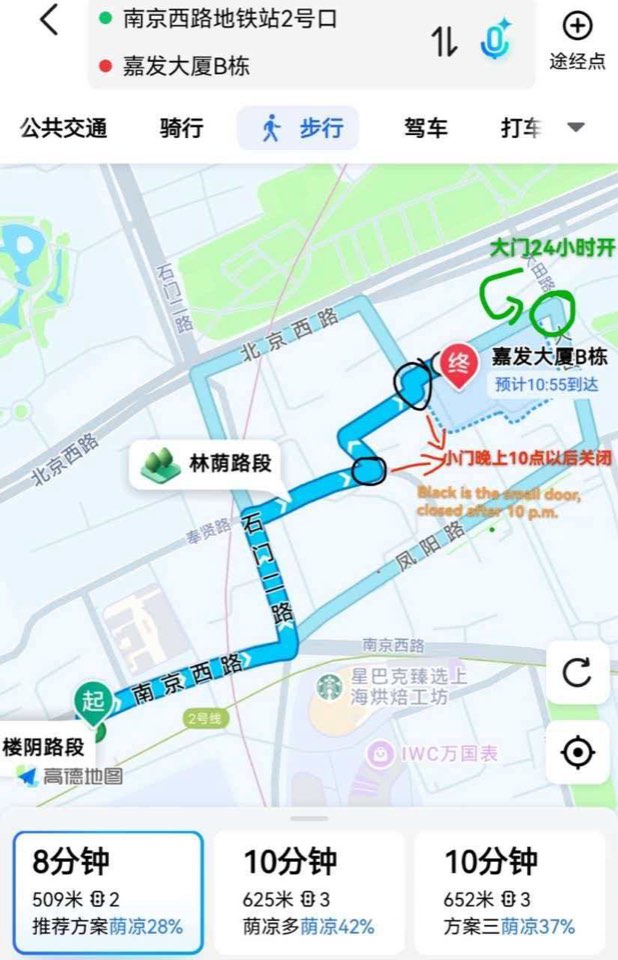 南京西路地铁站2号口
嘉发大厦B栋
途经点
公共交通
骑行
步行
驾车
打车
大门24小时开
大田路
石门二路
北京西路
终
嘉发大厦B栋
预计10:55到达
北京西路
林荫路段
小门晚上10点以后关闭
Black is the small door,
closed after 10 p.m.
奉贤路
石门二路
凤阳路
南京西路
南京西路
起
星巴克臻选上
海烘焙工坊
2号线
楼阴路段
IWC万国表
高德地图
8分钟
509米 2
推荐方案荫凉28%
10分钟
625米 3
荫凉多荫凉42%
10分钟
652米 3
方案三荫凉37%